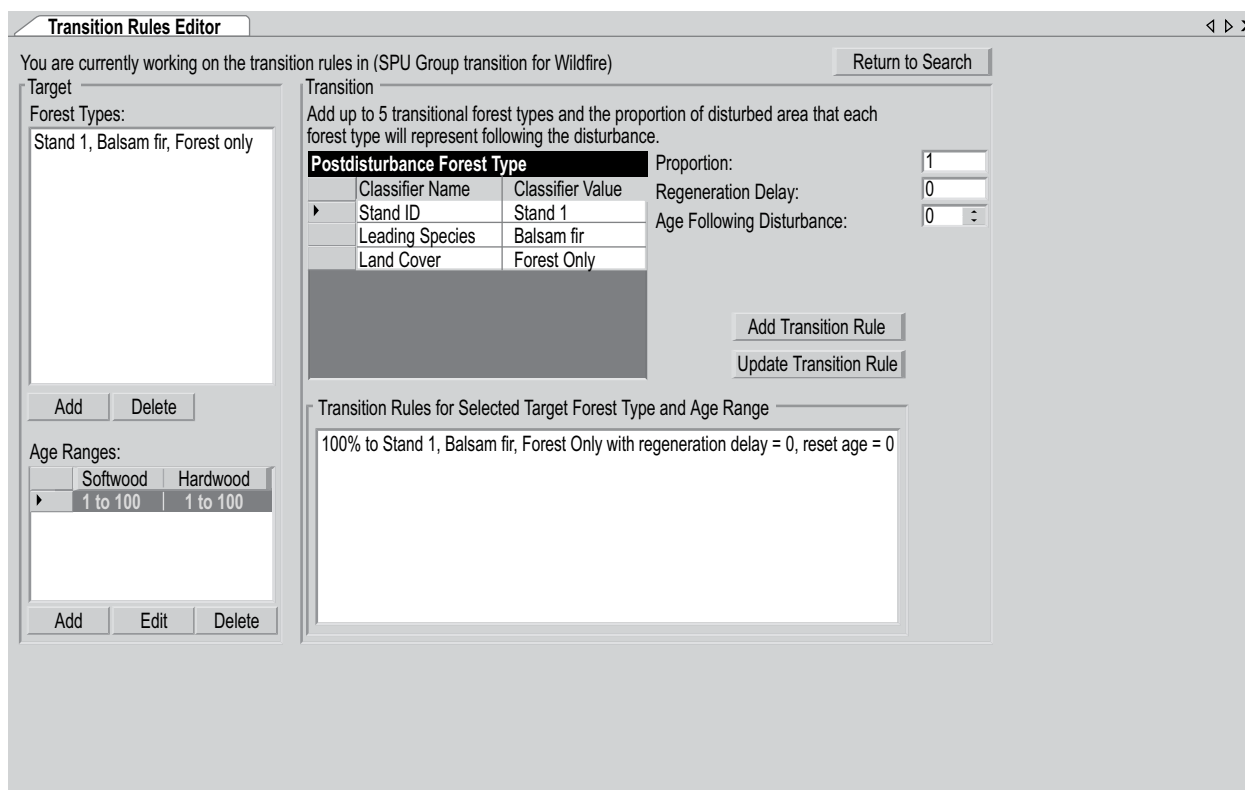 Transition Rules Editor
You are currently working on the transition rules in (SPU Group transition for Wildfire)
Return to Search
Target
Forest Types:
Stand 1, Balsam fir, Forest only
Add Delete
Age Ranges:
Softwood Hardwood
1 to 100 1 to 100
Add Edit Delete
Transition
Add up to 5 transitional forest types and the proportion of disturbed area that each
forest type will represent following the disturbance.
Postdisturbance Forest Type
Classifier Name Classifier Value
Stand ID Stand 1
Leading Species Balsam fir
Land Cover Forest Only
Proportion: 1
Regeneration Delay: 0
Age Following Disturbance: 0
Add Transition Rule
Update Transition Rule
Transition Rules for Selected Target Forest Type and Age Range
100% to Stand 1, Balsam fir, Forest Only with regeneration delay = 0, reset age = 0